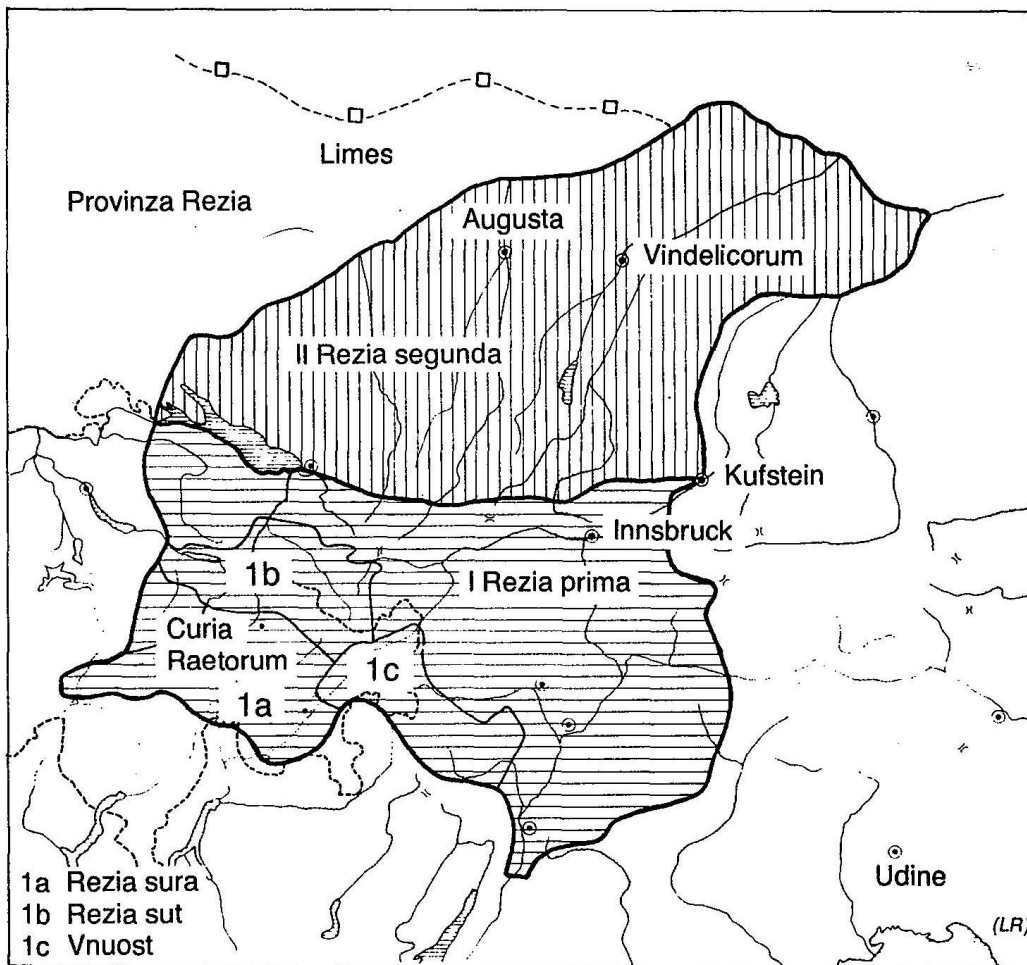 Limes
Provinza Rezia
Augusta
Vindelicorum
II Rezia segunda
Kufstein
Innsbruck
1b
I Rezia prima
Curia
Raetorum
1c
1a
Udine
1a Rezia sura
1b Rezia sut
1c Vnuost
(LR)